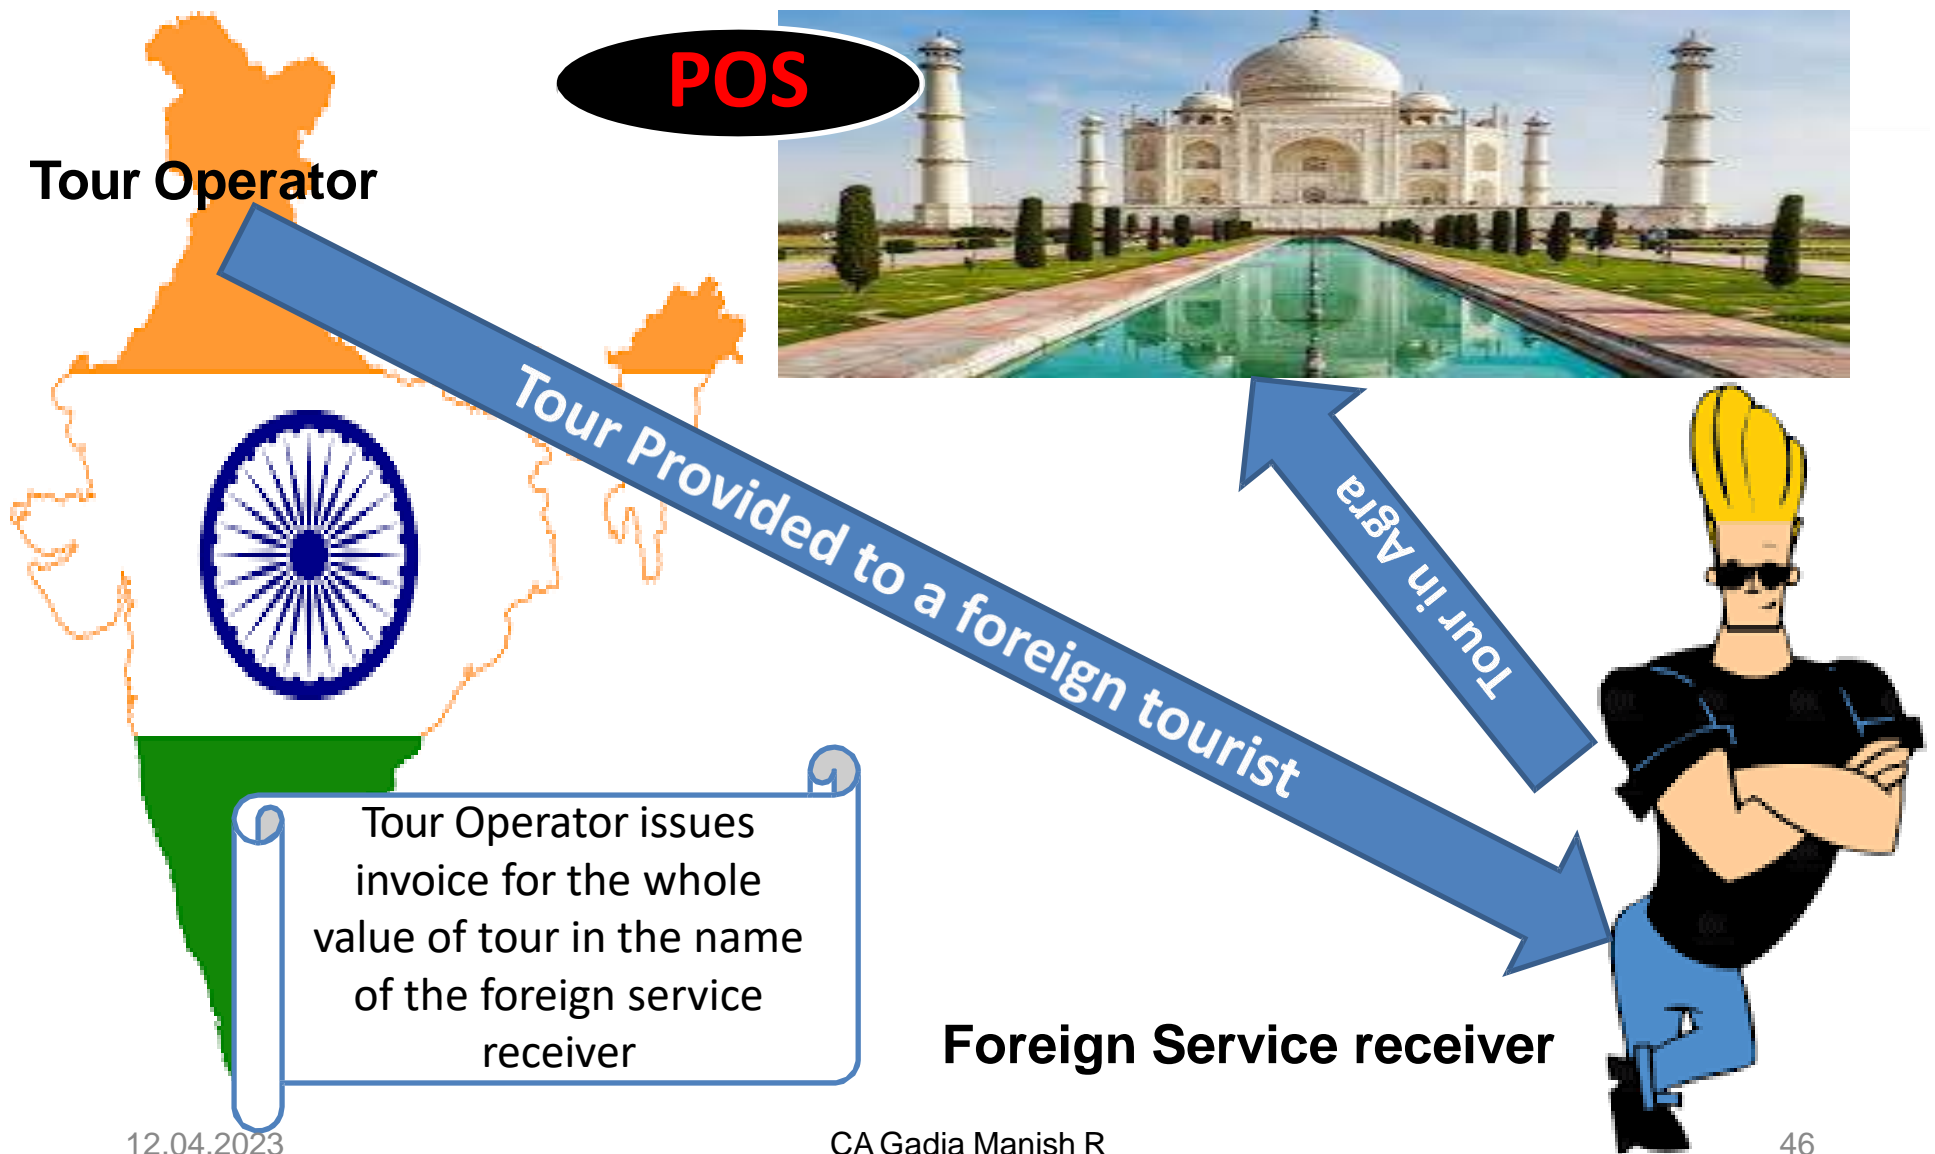 POS
Tour Operator
Tour Provided to a foreign tourist
Tour in Agra
Tour Operator issues
invoice for the whole
value of tour in the name
of the foreign service
receiver
Foreign Service receiver
12.04.2023
CA Gadia Manish R
46